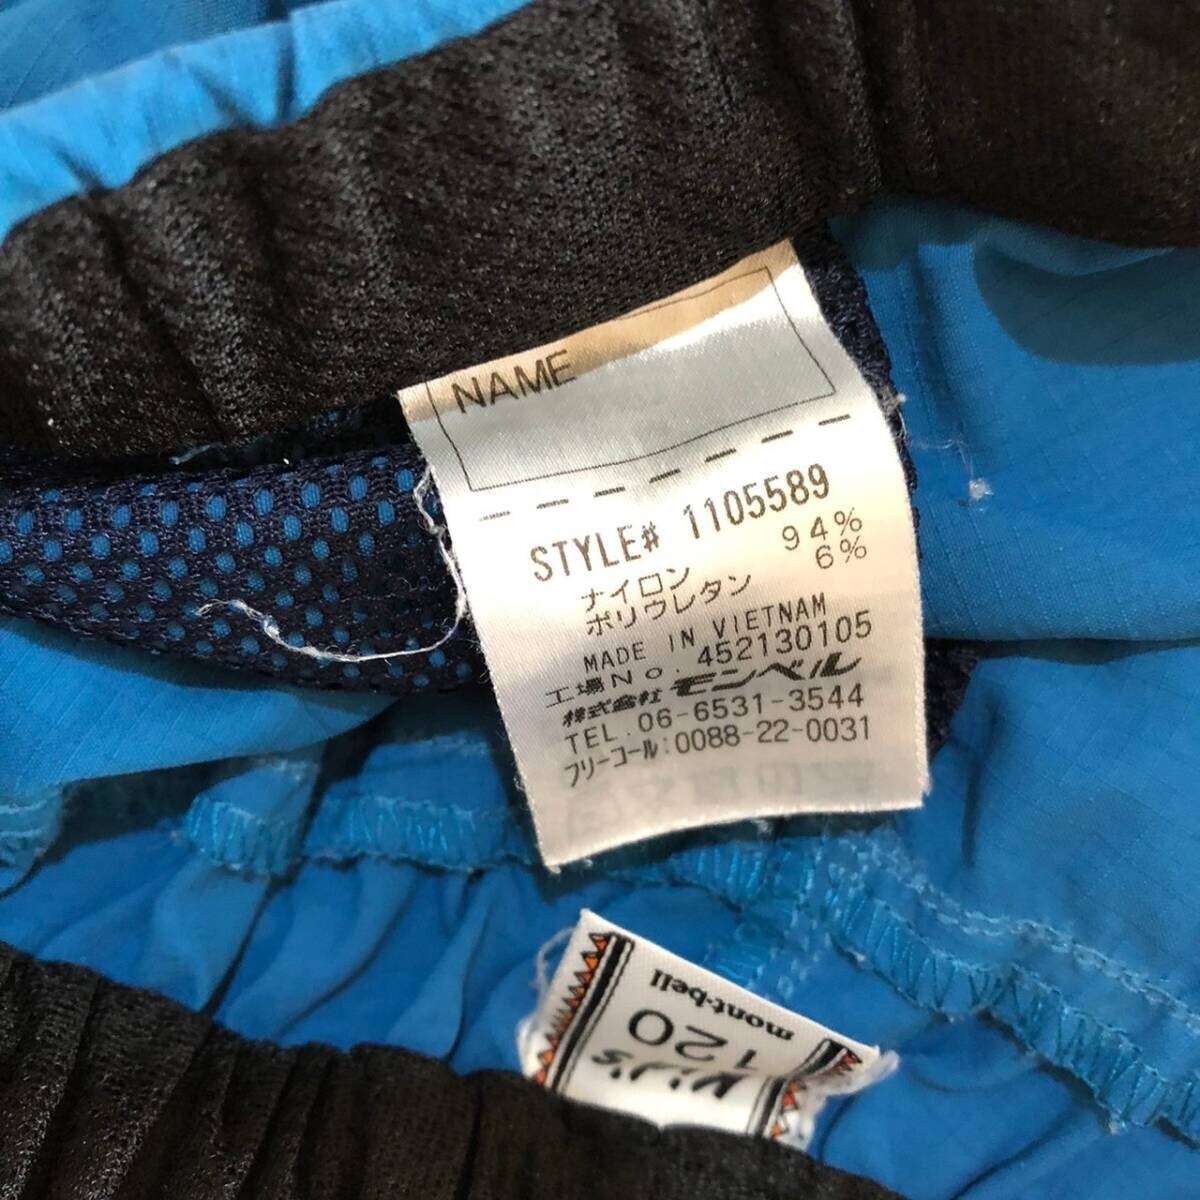 NAME
STYLE# 1105589
ナイロン 94%
ポリウレタン 6%
MADE IN VIETNAM
工場No.452130105
株式会社モンベル
TEL.06-6531-3544
フリーコール:0088-22-0031
mont-bell
120
Kid's